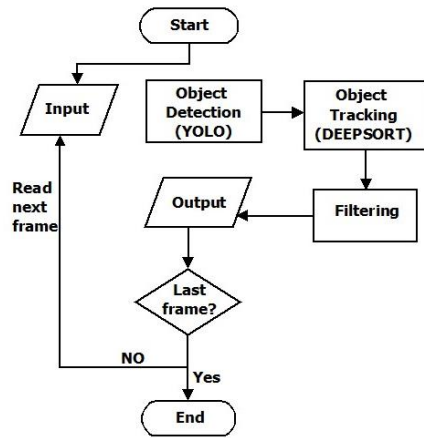 Start
Input
Object
Detection
(YOLO)
Object
Tracking
(DEEPSORT)
Read
next
frame
Output
Filtering
Last
frame?
NO
Yes
End